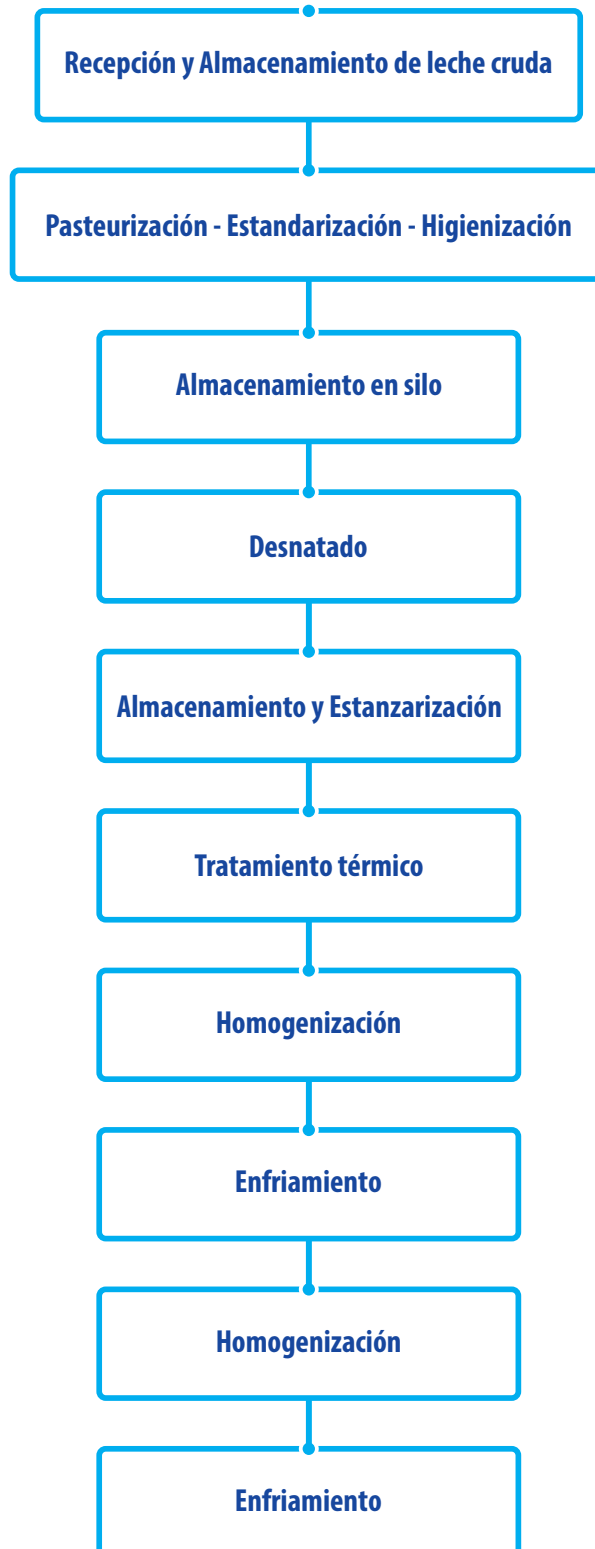 Recepción y Almacenamiento de leche cruda
Pasteurización - Estandarización - Higienización
Almacenamiento en silo
Desnatado
Almacenamiento y Estanzarización
Tratamiento térmico
Homogenización
Enfriamiento
Homogenización
Enfriamiento